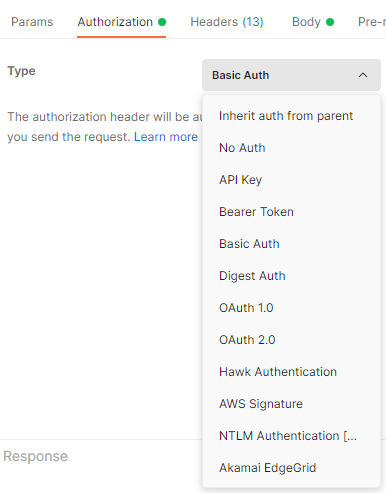 Params Authorization Headers (13) Body Pre-r
Type Basic Auth
The authorization header will be au
you send the request. Learn more
Inherit auth from parent
No Auth
API Key
Bearer Token
Basic Auth
Digest Auth
OAuth 1.0
OAuth 2.0
Hawk Authentication
AWS Signature
NTLM Authentication [...
Akamai EdgeGrid
Response